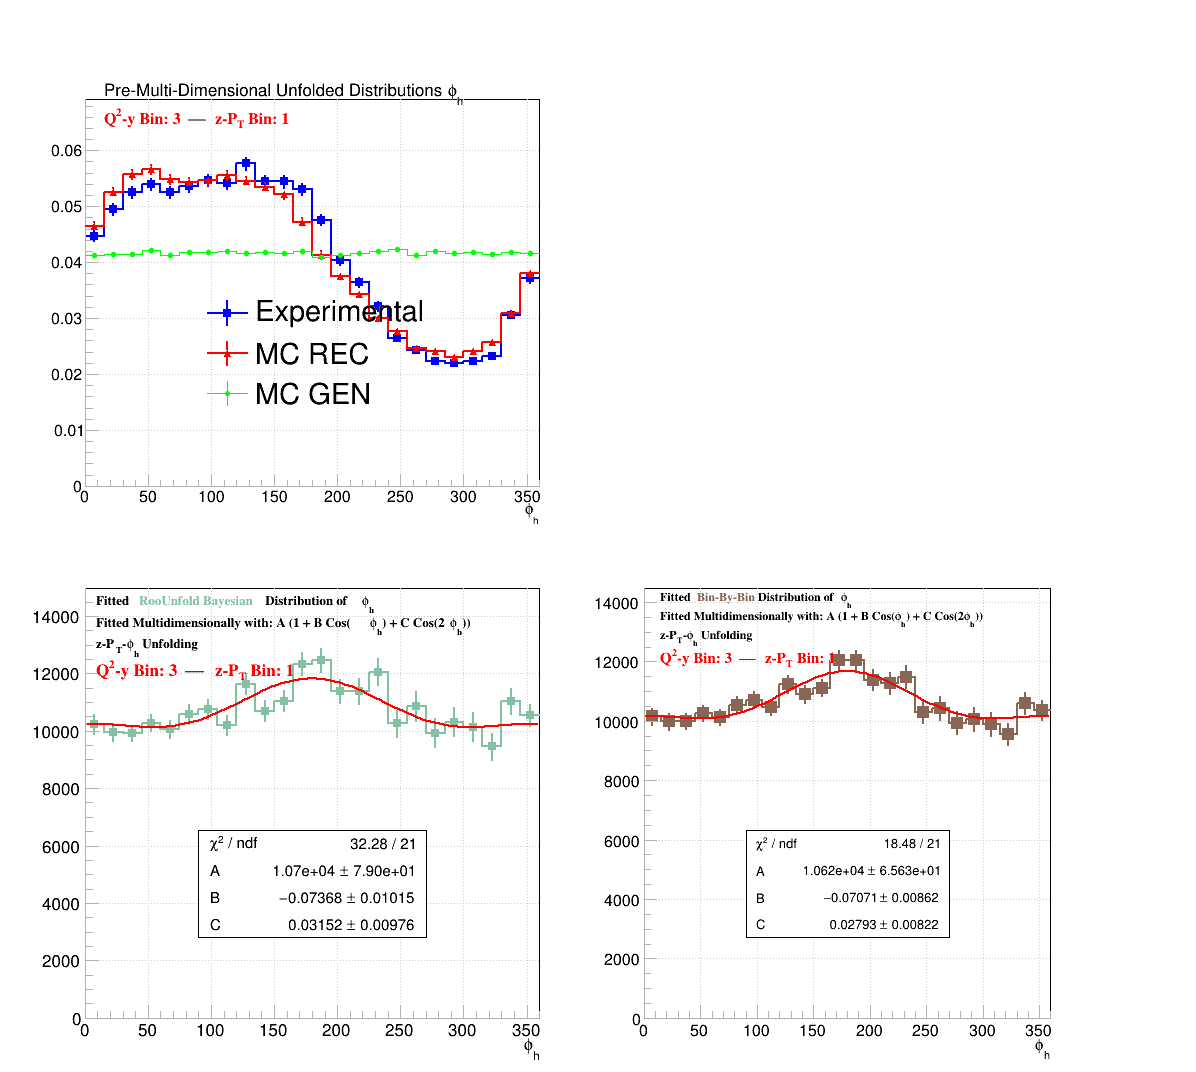 Pre-Multi-Dimensional Unfolded Distributions ϕh
Q²-y Bin: 3 — z-PT Bin: 1
0.06
0.05
0.04
0.03
0.02
0.01
0
Experimental
MC REC
MC GEN
0 50 100 150 200 250 300 350
ϕh
Fitted RooUnfold Bayesian Distribution of ϕh
Fitted Multidimensionally with: A (1 + B Cos( ϕh) + C Cos(2 ϕh))
z-PT-ϕh Unfolding
Q²-y Bin: 3 — z-PT Bin: 1
14000
12000
10000
8000
6000
4000
2000
0
χ² / ndf 32.28 / 21
A 1.07e+04 ± 7.90e+01
B −0.07368 ± 0.01015
C 0.03152 ± 0.00976
0 50 100 150 200 250 300 350
ϕh
Fitted Bin-By-Bin Distribution of ϕh
Fitted Multidimensionally with: A (1 + B Cos(ϕh) + C Cos(2ϕh))
z-PT-ϕh Unfolding
Q²-y Bin: 3 — z-PT Bin: 1
14000
12000
10000
8000
6000
4000
2000
0
χ² / ndf 18.48 / 21
A 1.062e+04 ± 6.563e+01
B −0.07071 ± 0.00862
C 0.02793 ± 0.00822
0 50 100 150 200 250 300 350
ϕh